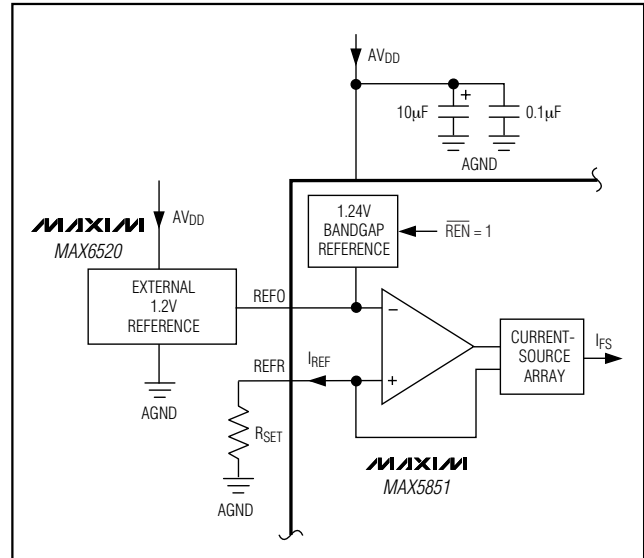 AVDD
10μF
+
0.1μF
AGND
1.24V
BANDGAP
REFERENCE
REN = 1
MAXIM
MAX6520
AVDD
EXTERNAL
1.2V
REFERENCE
AGND
REFO
REFR
IREF
RSET
AGND
−
+
CURRENT-
SOURCE
ARRAY
IFS
MAXIM
MAX5851